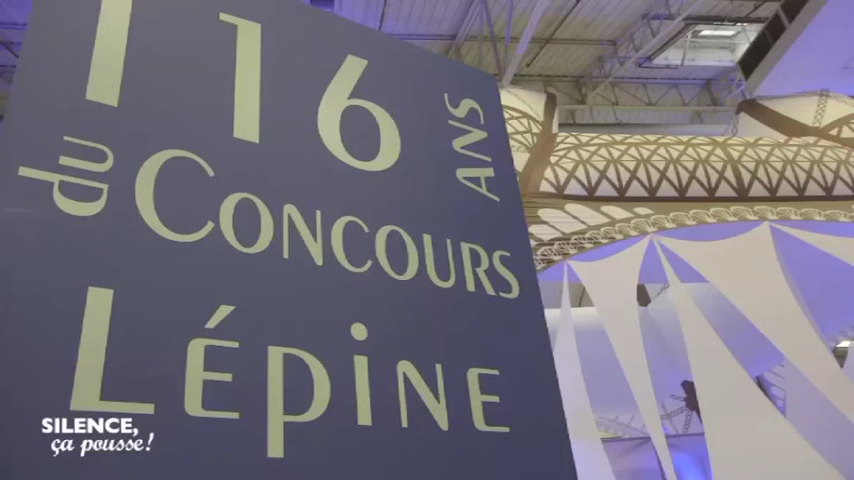 116 ANS
du CONCOURS
LÉPINE
SILENCE,
ça pousse!